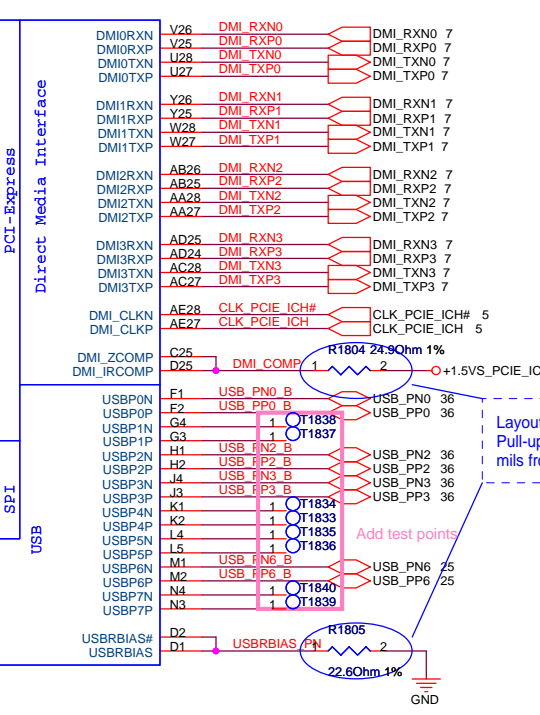 PCI-Express
Direct Media Interface
SPI
USB
DMI0RXN V26 DMI_RXN0 DMI_RXN0 7
DMI0RXP V25 DMI_RXP0 DMI_RXP0 7
DMI0TXN U28 DMI_TXN0 DMI_TXN0 7
DMI0TXP U27 DMI_TXP0 DMI_TXP0 7
DMI1RXN Y26 DMI_RXN1 DMI_RXN1 7
DMI1RXP Y25 DMI_RXP1 DMI_RXP1 7
DMI1TXN W28 DMI_TXN1 DMI_TXN1 7
DMI1TXP W27 DMI_TXP1 DMI_TXP1 7
DMI2RXN AB26 DMI_RXN2 DMI_RXN2 7
DMI2RXP AB25 DMI_RXP2 DMI_RXP2 7
DMI2TXN AA28 DMI_TXN2 DMI_TXN2 7
DMI2TXP AA27 DMI_TXP2 DMI_TXP2 7
DMI3RXN AD25 DMI_RXN3 DMI_RXN3 7
DMI3RXP AD24 DMI_RXP3 DMI_RXP3 7
DMI3TXN AC28 DMI_TXN3 DMI_TXN3 7
DMI3TXP AC27 DMI_TXP3 DMI_TXP3 7
DMI_CLKN AE28 CLK_PCIE_ICH# CLK_PCIE_ICH# 5
DMI_CLKP AE27 CLK_PCIE_ICH CLK_PCIE_ICH 5
R1804 24.9Ohm 1%
DMI_ZCOMP C25
DMI_IRCOMP D25 DMI_COMP 1 2 +1.5VS_PCIE_IC
USBP0N F1 USB_PN0_B USB_PN0 36
USBP0P F2 USB_PP0_B USB_PP0 36
USBP1N G4 1 T1838
USBP1P G3 1 T1837
USBP2N H1 USB_PN2_B USB_PN2 36
USBP2P H2 USB_PP2_B USB_PP2 36
USBP3N J4 USB_PN3_B USB_PN3 36
USBP3P J3 USB_PP3_B USB_PP3 36
USBP4N K1 1 T1834
USBP4P K2 1 T1833
USBP5N L4 1 T1835
USBP5P L5 1 T1836
USBP6N M1 USB_PN6_B USB_PN6 25
USBP6P M2 USB_PP6_B USB_PP6 25
USBP7N N4 1 T1840
USBP7P N3 1 T1839
Layout
Pull-up
mils fro
Add test points
R1805
USBRBIAS# D2
USBRBIAS D1 USBRBIAS_PN 1 2
22.6Ohm 1%
GND